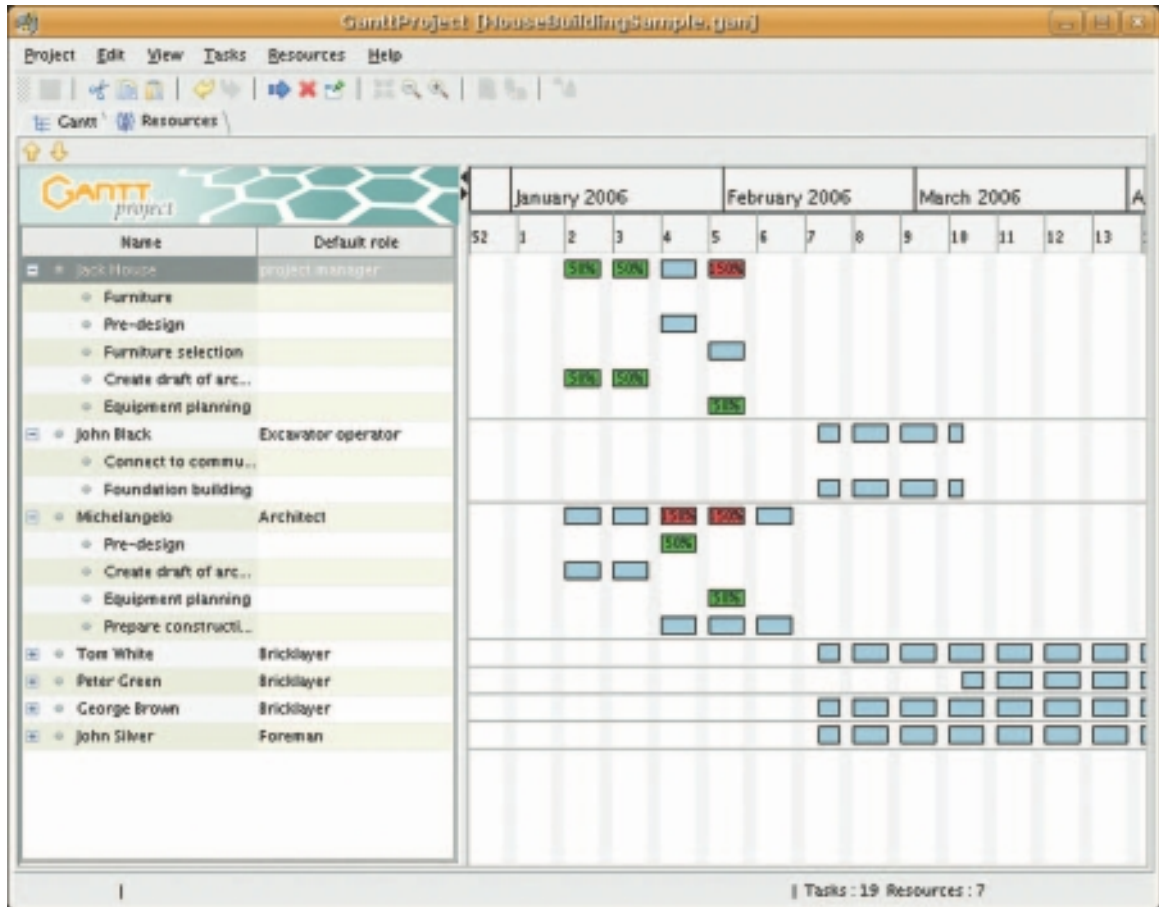 GanttProject [HouseBuildingSample.gan]
Project Edit View Tasks Resources Help
Gantt Resources
GANTT project
January 2006 February 2006 March 2006 A
Name Default role 52 1 2 3 4 5 6 7 8 9 10 11 12 13
Jack House project manager 50% 50% 150%
Furniture
Pre-design
Furniture selection
Create draft of arc... 50% 50%
Equipment planning 50%
John Black Excavator operator
Connect to commu...
Foundation building
Michelangelo Architect 150% 150%
Pre-design 50%
Create draft of arc...
Equipment planning 50%
Prepare constructi...
Tom White Bricklayer
Peter Green Bricklayer
George Brown Bricklayer
John Silver Foreman
| Tasks : 19 Resources : 7